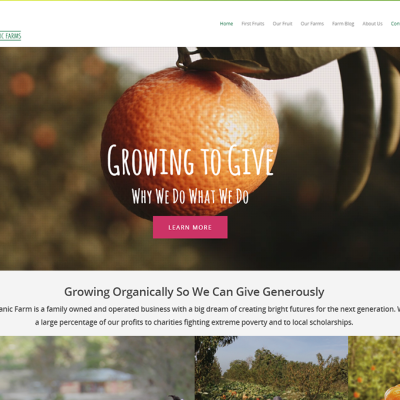 Home First Fruits Our Fruit Our Farms Farm Blog About Us
FARMS
GROWING TO GIVE
WHY WE DO WHAT WE DO
LEARN MORE
Growing Organically So We Can Give Generously
Farm is a family owned and operated business with a big dream of creating bright futures for the next generation.
a large percentage of our profits to charities fighting extreme poverty and to local scholarships.